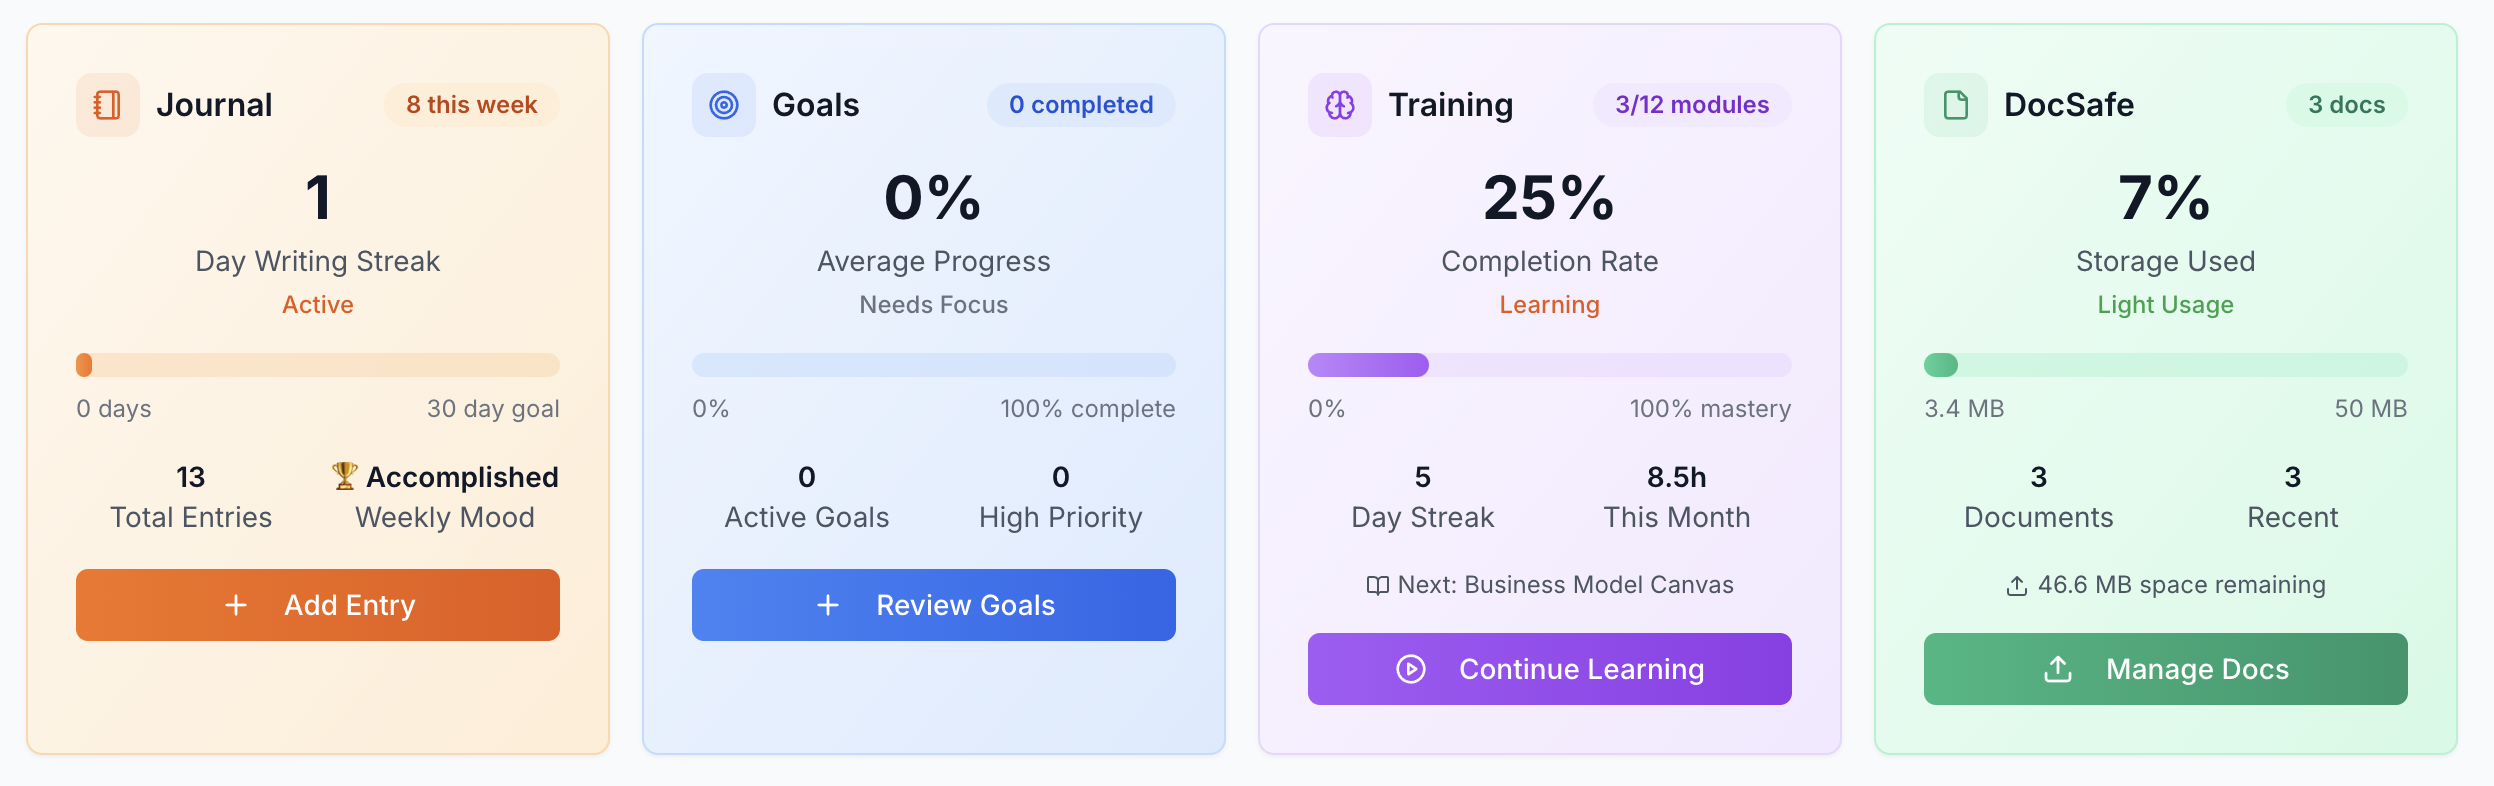 Journal
8 this week
1
Day Writing Streak
Active
0 days
30 day goal
13
Total Entries
🏆 Accomplished
Weekly Mood
Add Entry
Goals
0 completed
0%
Average Progress
Needs Focus
0%
100% complete
0
Active Goals
0
High Priority
Review Goals
Training
3/12 modules
25%
Completion Rate
Learning
0%
100% mastery
5
Day Streak
8.5h
This Month
Next: Business Model Canvas
Continue Learning
DocSafe
3 docs
7%
Storage Used
Light Usage
3.4 MB
50 MB
3
Documents
3
Recent
46.6 MB space remaining
Manage Docs